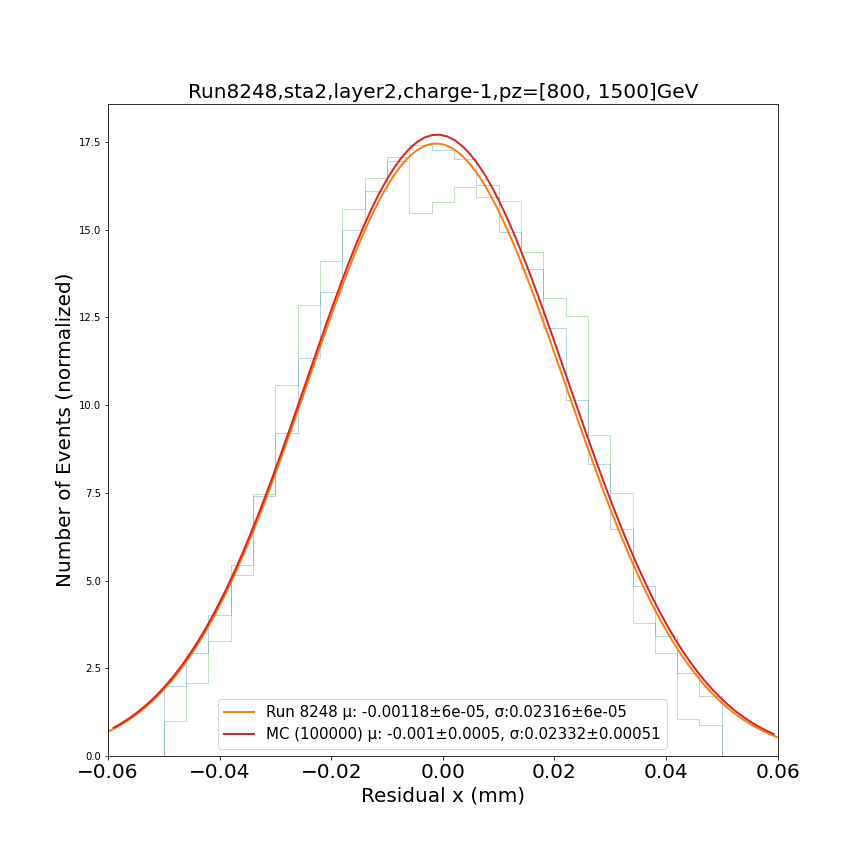 Run8248,sta2,layer2,charge-1,pz=[800, 1500]GeV
Number of Events (normalized)
17.5
15.0
12.5
10.0
7.5
5.0
2.5
0.0
Run 8248 μ: -0.00118±6e-05, σ:0.02316±6e-05
MC (100000) μ: -0.001±0.0005, σ:0.02332±0.00051
−0.06 −0.04 −0.02 0.00 0.02 0.04 0.06
Residual x (mm)